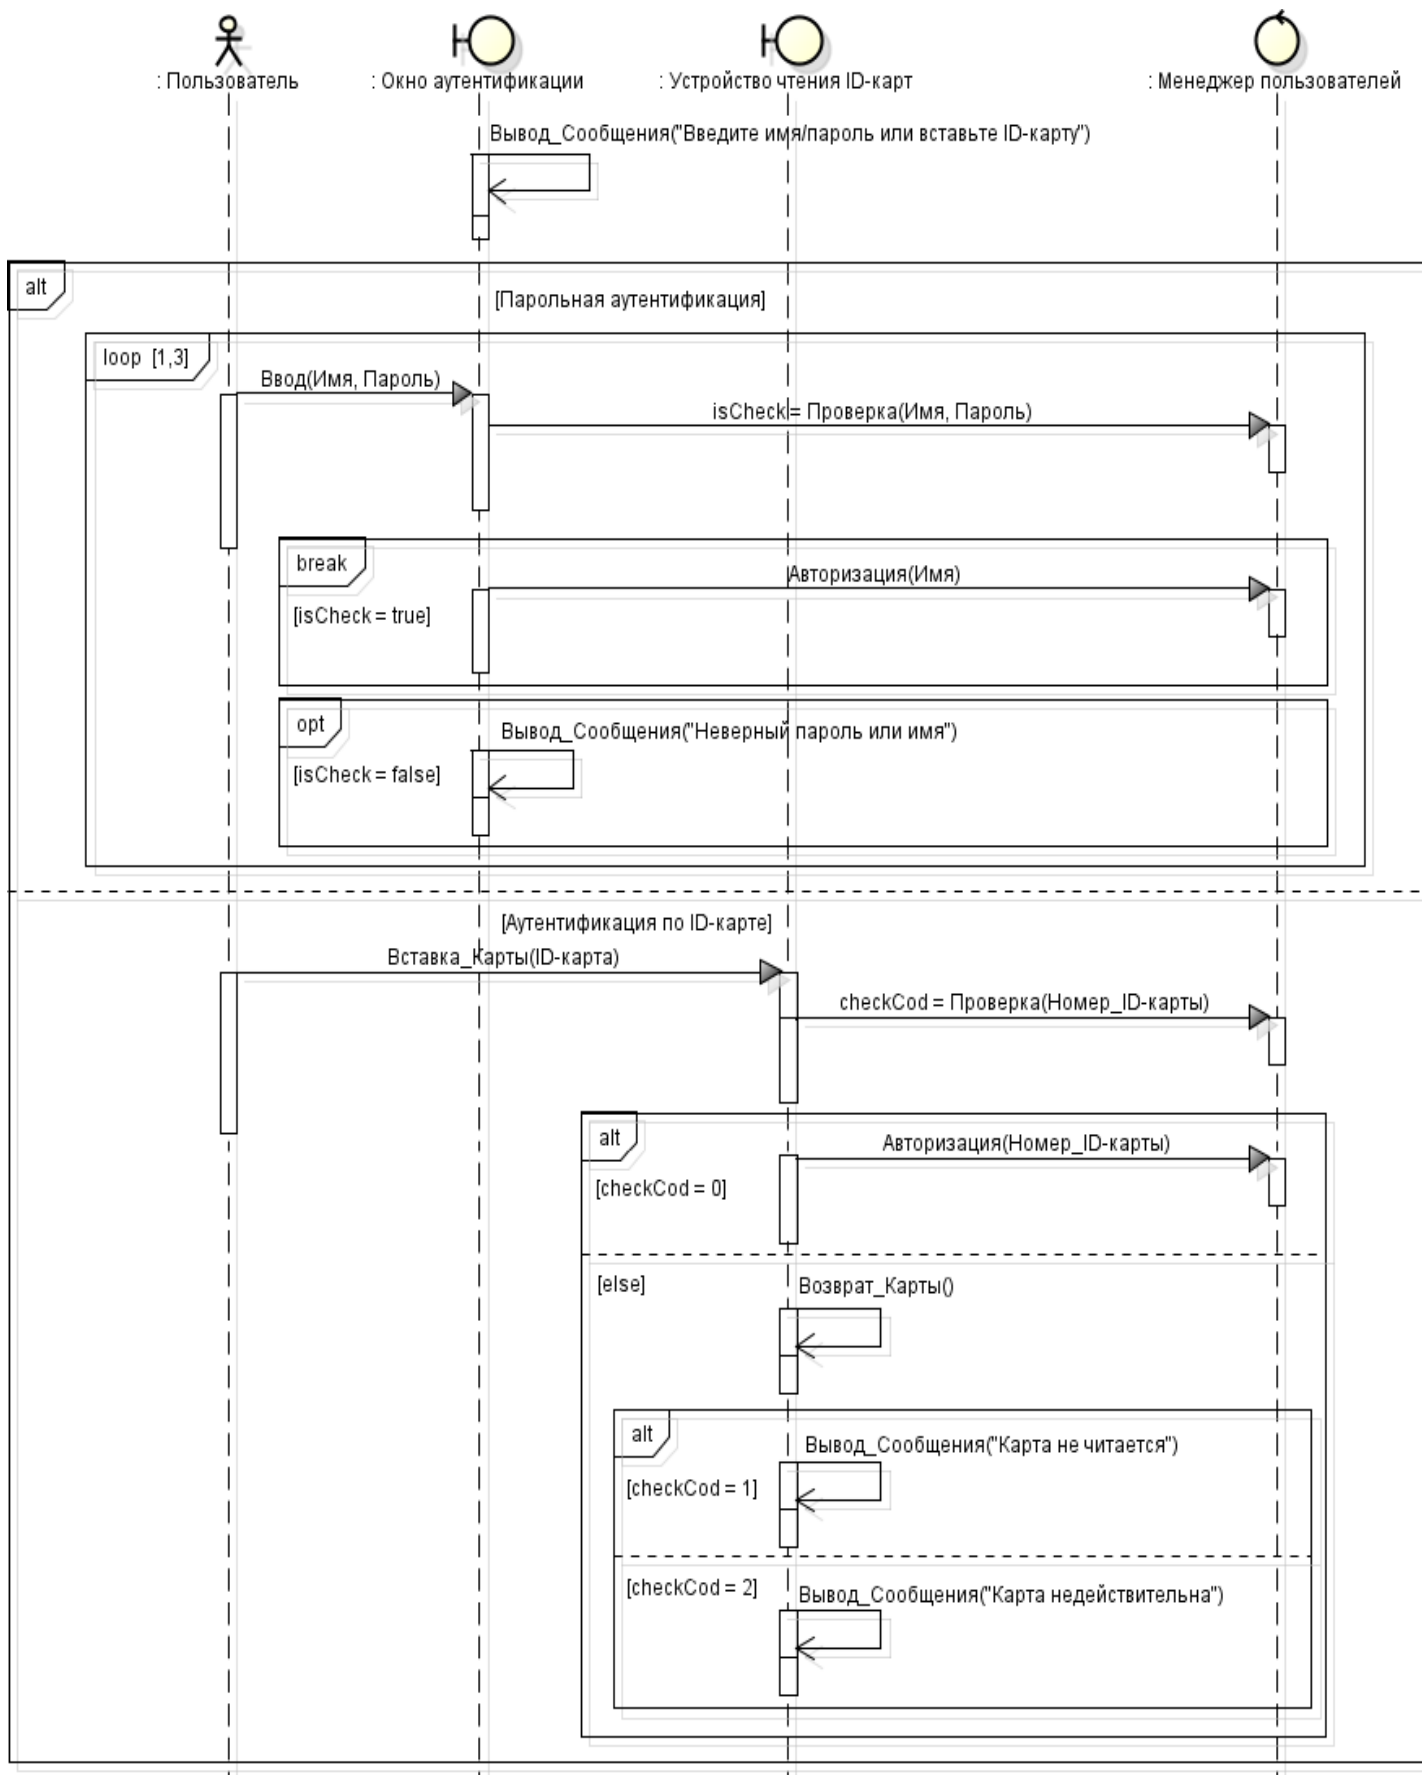 : Пользователь
: Окно аутентификации
: Устройство чтения ID-карт
: Менеджер пользователей
Вывод_Сообщения("Введите имя/пароль или вставьте ID-карту")
alt
[Парольная аутентификация]
loop [1,3]
Ввод(Имя, Пароль)
isCheck = Проверка(Имя, Пароль)
break
Авторизация(Имя)
[isCheck = true]
opt
Вывод_Сообщения("Неверный пароль или имя")
[isCheck = false]
[Аутентификация по ID-карте]
Вставка_Карты(ID-карта)
checkCod = Проверка(Номер_ID-карты)
alt
Авторизация(Номер_ID-карты)
[checkCod = 0]
[else]
Возврат_Карты()
alt
Вывод_Сообщения("Карта не читается")
[checkCod = 1]
[checkCod = 2]
Вывод_Сообщения("Карта недействительна")